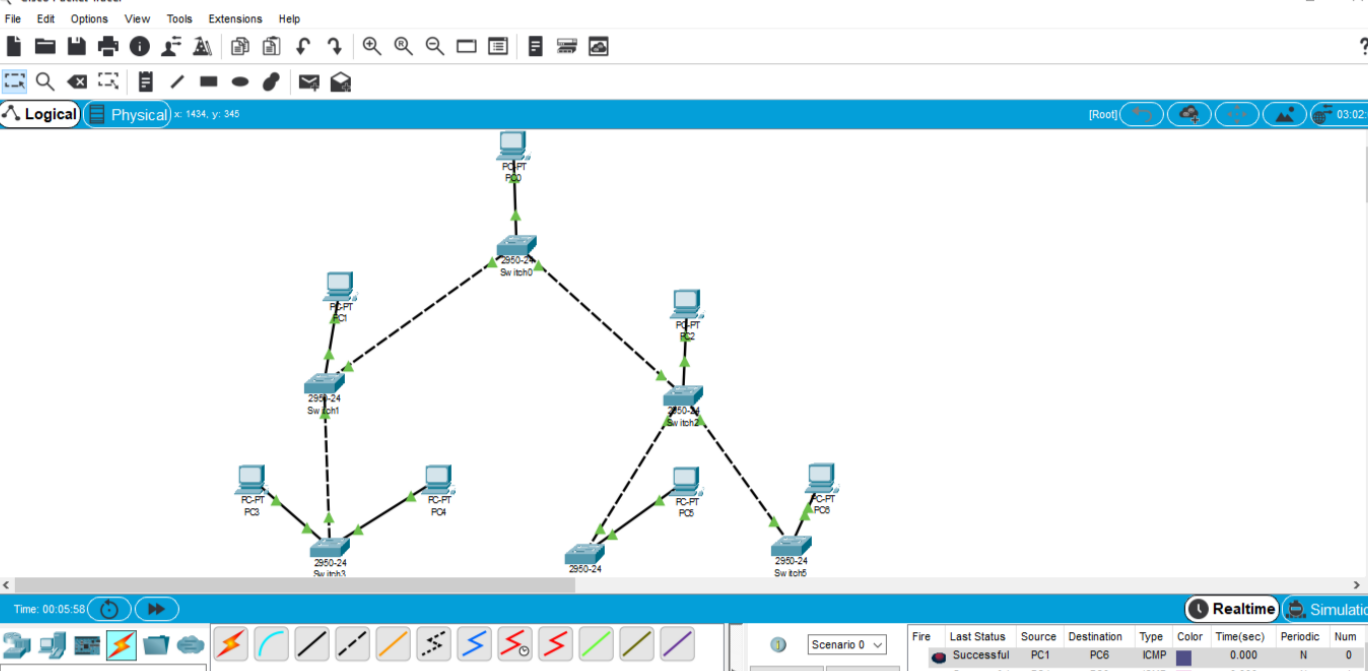 File Edit Options View Tools Extensions Help
Logical Physical x: 1434, y: 345 [Root] 03:02:
PC-PT
PC0
2950-24
Switch0
PC-PT
PC1
PC-PT
PC2
2950-24
Switch1
2950-24
Switch2
PC-PT
PC3
PC-PT
PC4
PC-PT
PC5
PC-PT
PC6
2950-24
Switch3
2950-24
2950-24
Switch5
Time: 00:05:58 Realtime Simulatio
Scenario 0
Fire Last Status Source Destination Type Color Time(sec) Periodic Num
Successful PC1 PC6 ICMP 0.000 N 0